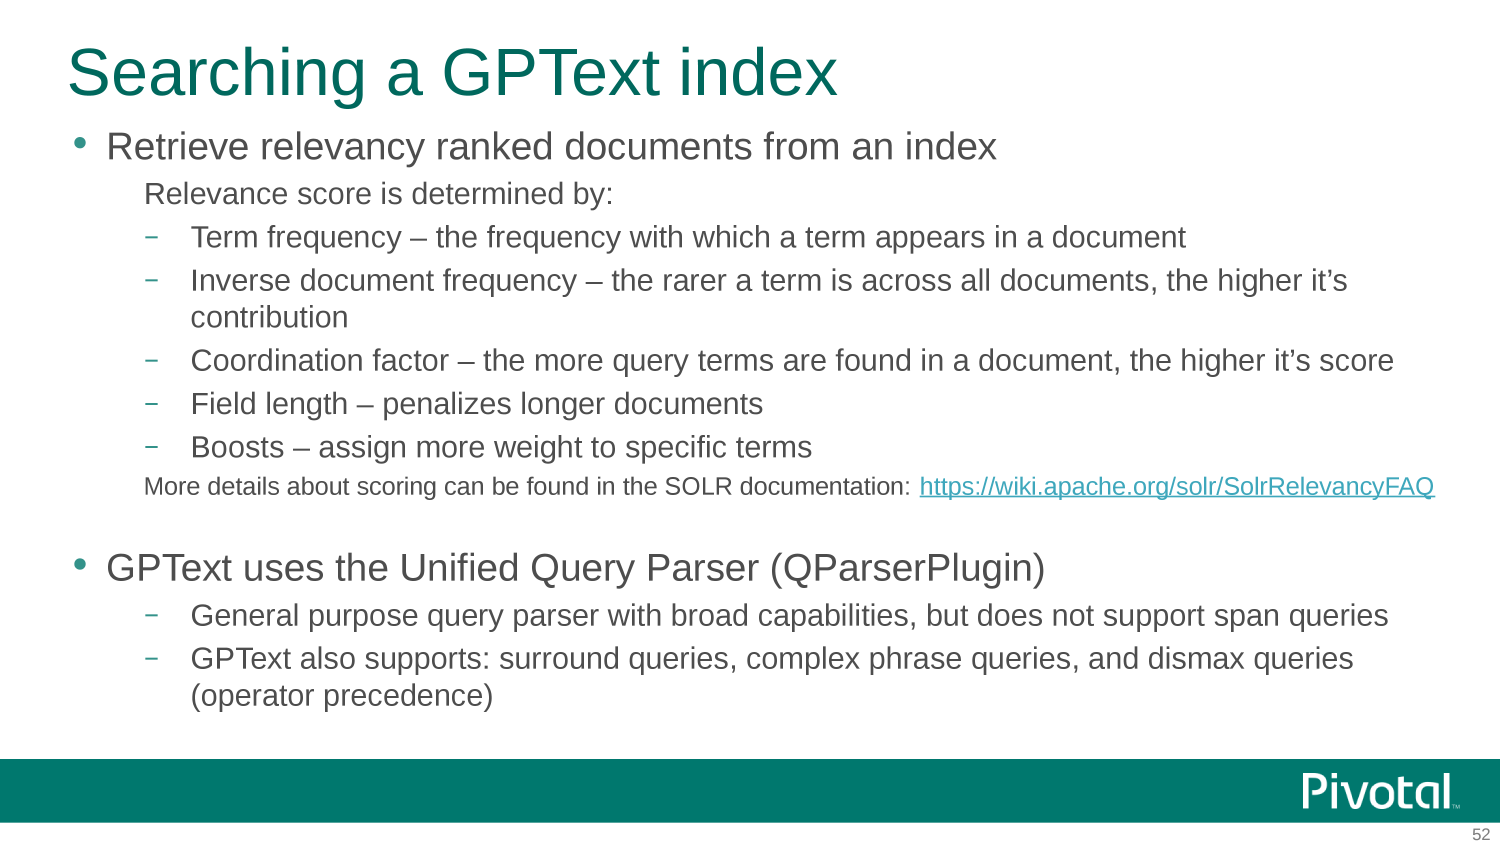 Searching a GPText index
• Retrieve relevancy ranked documents from an index
Relevance score is determined by:
− Term frequency – the frequency with which a term appears in a document
− Inverse document frequency – the rarer a term is across all documents, the higher it’s
contribution
− Coordination factor – the more query terms are found in a document, the higher it’s score
− Field length – penalizes longer documents
− Boosts – assign more weight to specific terms
More details about scoring can be found in the SOLR documentation: https://wiki.apache.org/solr/SolrRelevancyFAQ
• GPText uses the Unified Query Parser (QParserPlugin)
− General purpose query parser with broad capabilities, but does not support span queries
− GPText also supports: surround queries, complex phrase queries, and dismax queries
(operator precedence)
Pivotal™
52